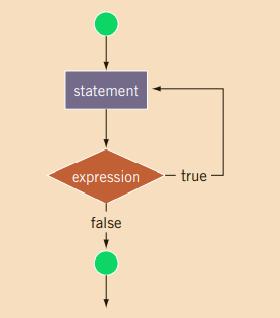 statement
expression
true
false